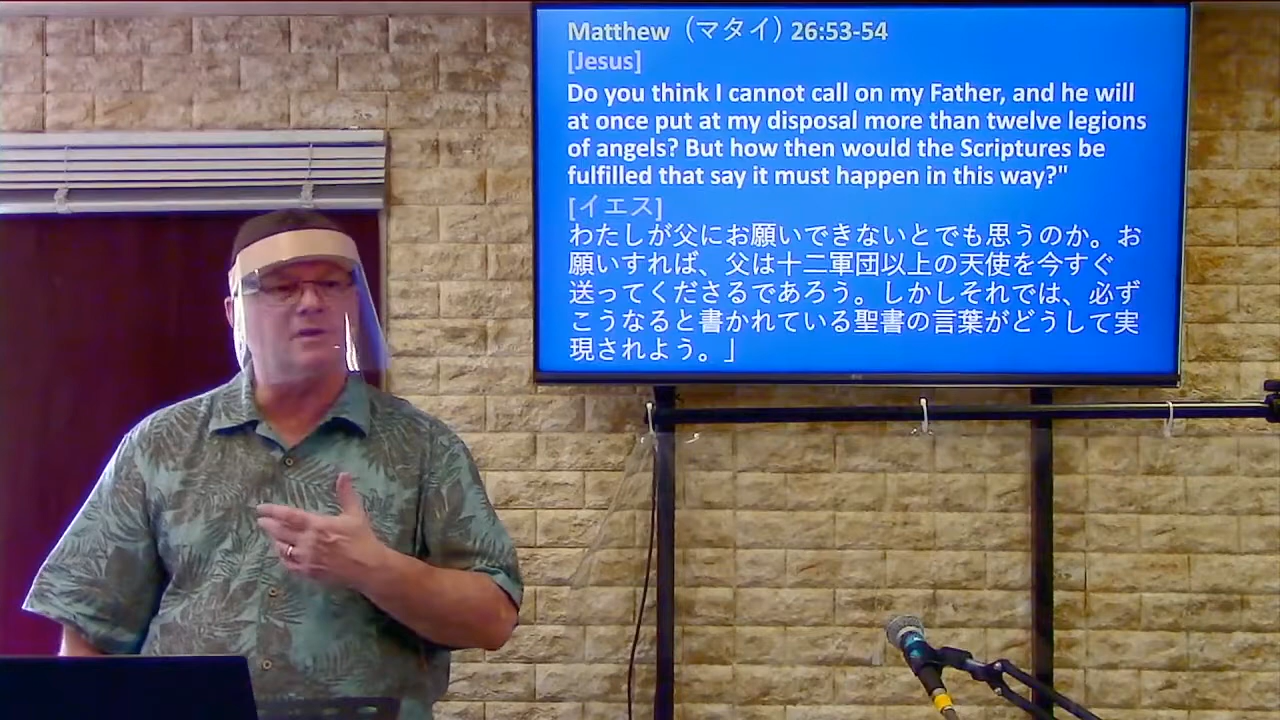 Matthew （マタイ）26:53-54
[Jesus]
Do you think I cannot call on my Father, and he will
at once put at my disposal more than twelve legions
of angels? But how then would the Scriptures be
fulfilled that say it must happen in this way?"
[イエス]
わたしが父にお願いできないとでも思うのか。お
願いすれば、父は十二軍団以上の天使を今すぐ
送ってくださるであろう。しかしそれでは、必ず
こうなると書かれている聖書の言葉がどうして実
現されよう。」